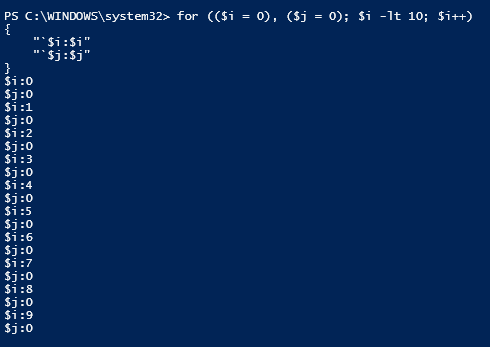 PS C:\WINDOWS\system32> for (($i = 0), ($j = 0); $i -lt 10; $i++)
{
    "`$i:$i"
    "`$j:$j"
}
$i:0
$j:0
$i:1
$j:0
$i:2
$j:0
$i:3
$j:0
$i:4
$j:0
$i:5
$j:0
$i:6
$j:0
$i:7
$j:0
$i:8
$j:0
$i:9
$j:0